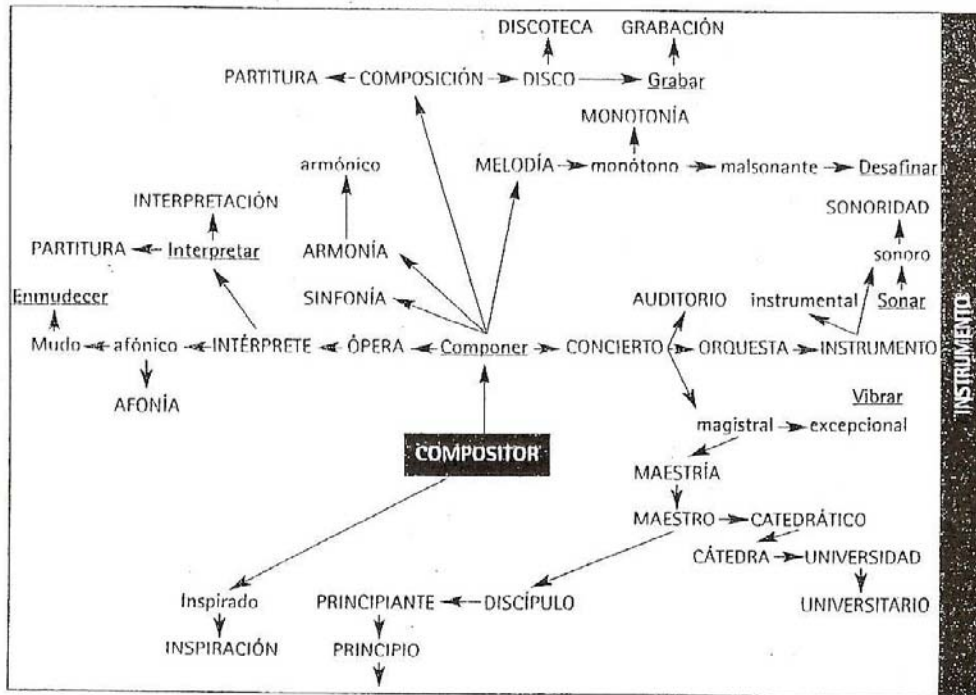 DISCOTECA GRABACIÓN
PARTITURA COMPOSICIÓN DISCO Grabar
MONOTONÍA
armónico MELODÍA monótono malsonante Desafinar
INTERPRETACIÓN SONORIDAD
PARTITURA Interpretar ARMONÍA sonoro
Enmudecer SINFONÍA AUDITORIO instrumental Sonar
Mudo afónico INTÉRPRETE ÓPERA Componer CONCIERTO ORQUESTA INSTRUMENTO
AFONÍA Vibrar
magistral excepcional
COMPOSITOR
MAESTRÍA
MAESTRO CATEDRÁTICO
CÁTEDRA UNIVERSIDAD
Inspirado PRINCIPIANTE DISCÍPULO UNIVERSITARIO
INSPIRACIÓN PRINCIPIO
INSTRUMENTO